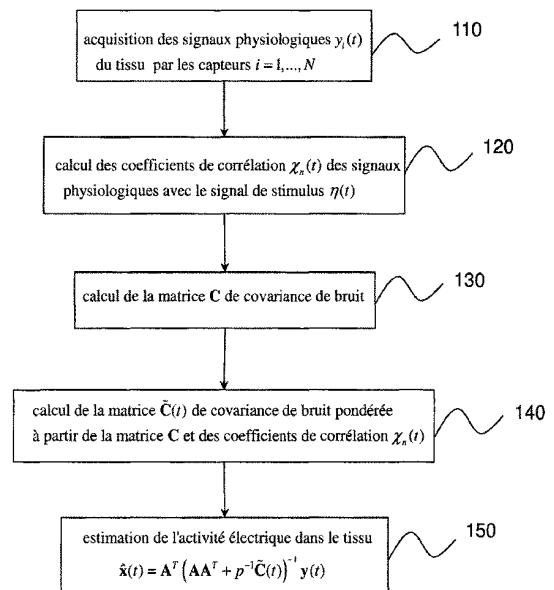 acquisition des signaux physiologiques yᵢ(t)
du tissu par les capteurs i = 1,...,N
110
calcul des coefficients de corrélation χₙ(t) des signaux
physiologiques avec le signal de stimulus η(t)
120
calcul de la matrice C de covariance de bruit
130
calcul de la matrice C̃(t) de covariance de bruit pondérée
à partir de la matrice C et des coefficients de corrélation χₙ(t)
140
estimation de l'activité électrique dans le tissu
x̂(t) = Aᵀ (AAᵀ + p⁻¹C̃(t))⁻¹ y(t)
150